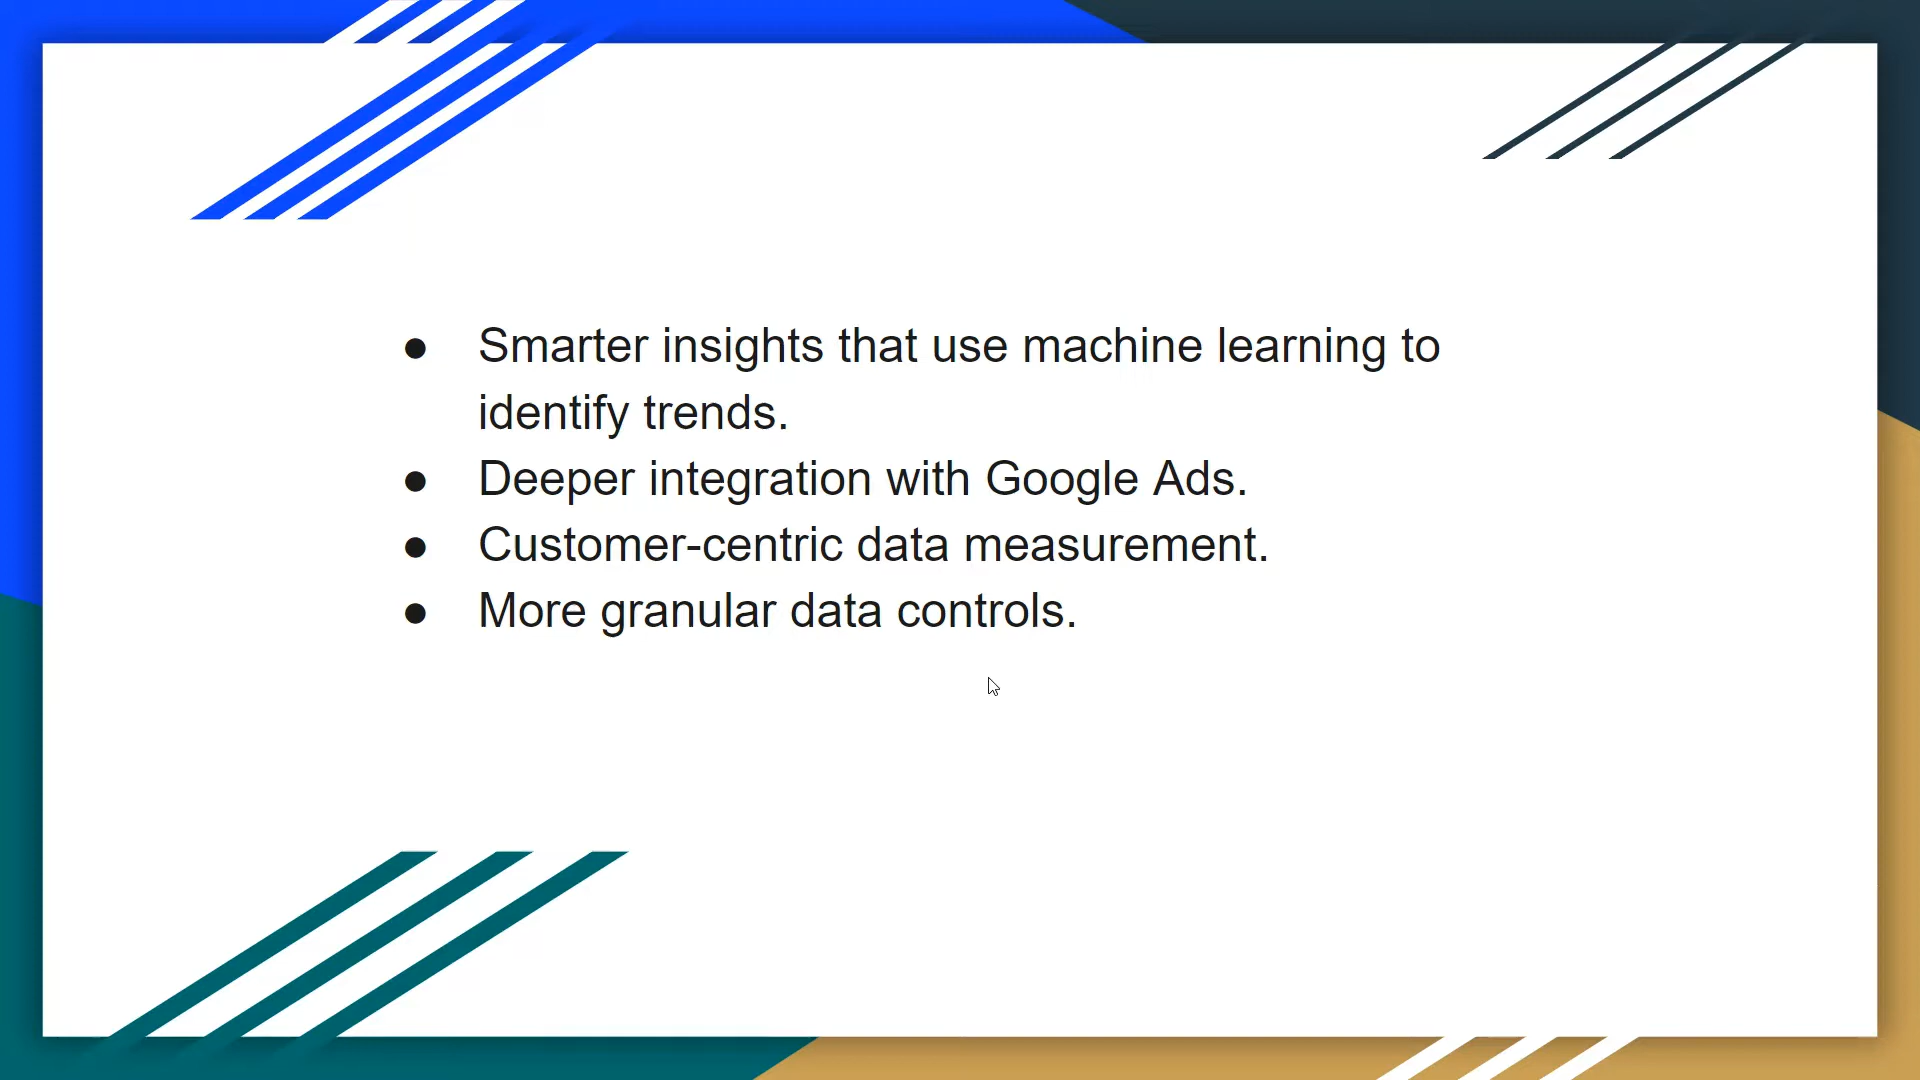 ● Smarter insights that use machine learning to
identify trends.
● Deeper integration with Google Ads.
● Customer-centric data measurement.
● More granular data controls.